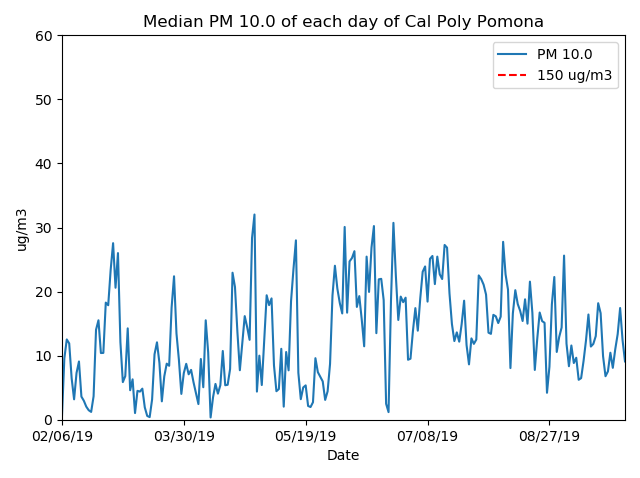 Median PM 10.0 of each day of Cal Poly Pomona
60
50
40
30
20
10
0
ug/m3
PM 10.0
150 ug/m3
02/06/19 03/30/19 05/19/19 07/08/19 08/27/19
Date